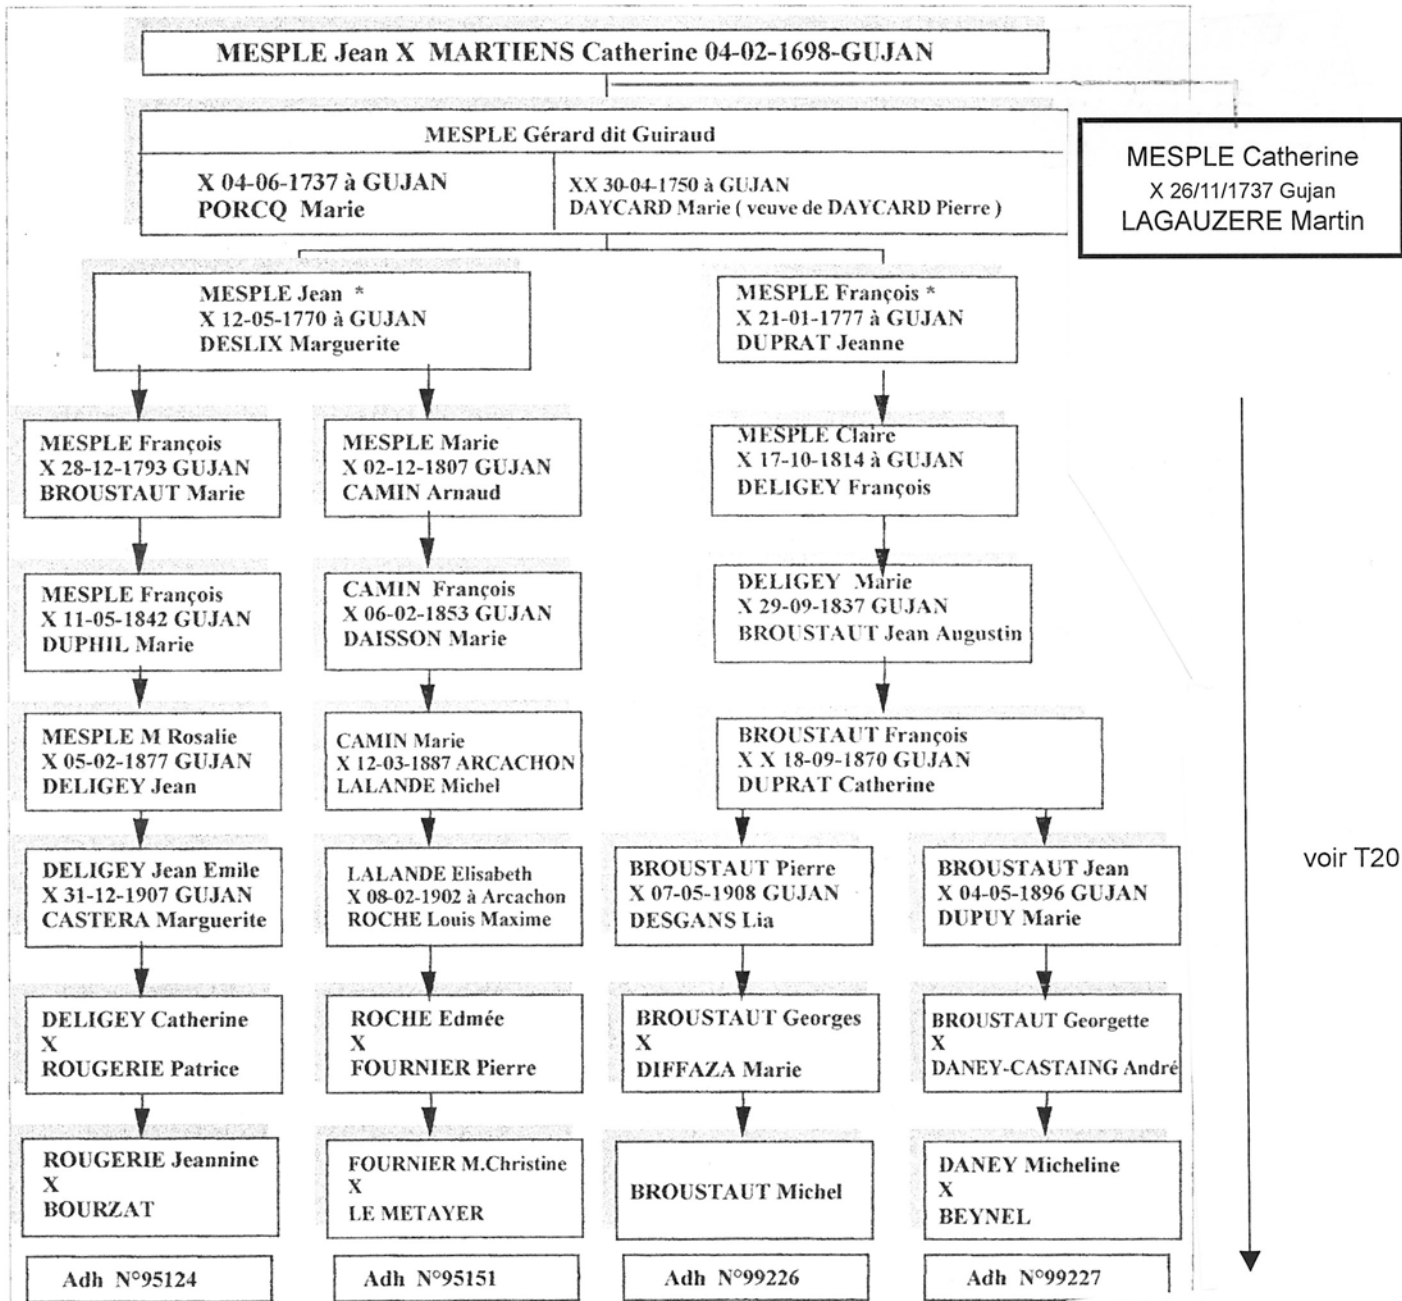 MESPLE Jean X MARTIENS Catherine 04-02-1698-GUJAN
MESPLE Gérard dit Guiraud
X 04-06-1737 à GUJAN
PORCQ Marie
XX 30-04-1750 à GUJAN
DAYCARD Marie ( veuve de DAYCARD Pierre )
MESPLE Catherine
X 26/11/1737 Gujan
LAGAUZERE Martin
MESPLE Jean *
X 12-05-1770 à GUJAN
DESLIX Marguerite
MESPLE François *
X 21-01-1777 à GUJAN
DUPRAT Jeanne
MESPLE François
X 28-12-1793 GUJAN
BROUSTAUT Marie
MESPLE Marie
X 02-12-1807 GUJAN
CAMIN Arnaud
MESPLE Claire
X 17-10-1814 à GUJAN
DELIGEY François
MESPLE François
X 11-05-1842 GUJAN
DUPHIL Marie
CAMIN François
X 06-02-1853 GUJAN
DAISSON Marie
DELIGEY Marie
X 29-09-1837 GUJAN
BROUSTAUT Jean Augustin
MESPLE M Rosalie
X 05-02-1877 GUJAN
DELIGEY Jean
CAMIN Marie
X 12-03-1887 ARCACHON
LALANDE Michel
BROUSTAUT François
X X 18-09-1870 GUJAN
DUPRAT Catherine
DELIGEY Jean Emile
X 31-12-1907 GUJAN
CASTERA Marguerite
LALANDE Elisabeth
X 08-02-1902 à Arcachon
ROCHE Louis Maxime
BROUSTAUT Pierre
X 07-05-1908 GUJAN
DESGANS Lia
BROUSTAUT Jean
X 04-05-1896 GUJAN
DUPUY Marie
voir T20
DELIGEY Catherine
X
ROUGERIE Patrice
ROCHE Edmée
X
FOURNIER Pierre
BROUSTAUT Georges
X
DIFFAZA Marie
BROUSTAUT Georgette
X
DANEY-CASTAING André
ROUGERIE Jeannine
X
BOURZAT
FOURNIER M.Christine
X
LE METAYER
BROUSTAUT Michel
DANEY Micheline
X
BEYNEL
Adh N°95124
Adh N°95151
Adh N°99226
Adh N°99227